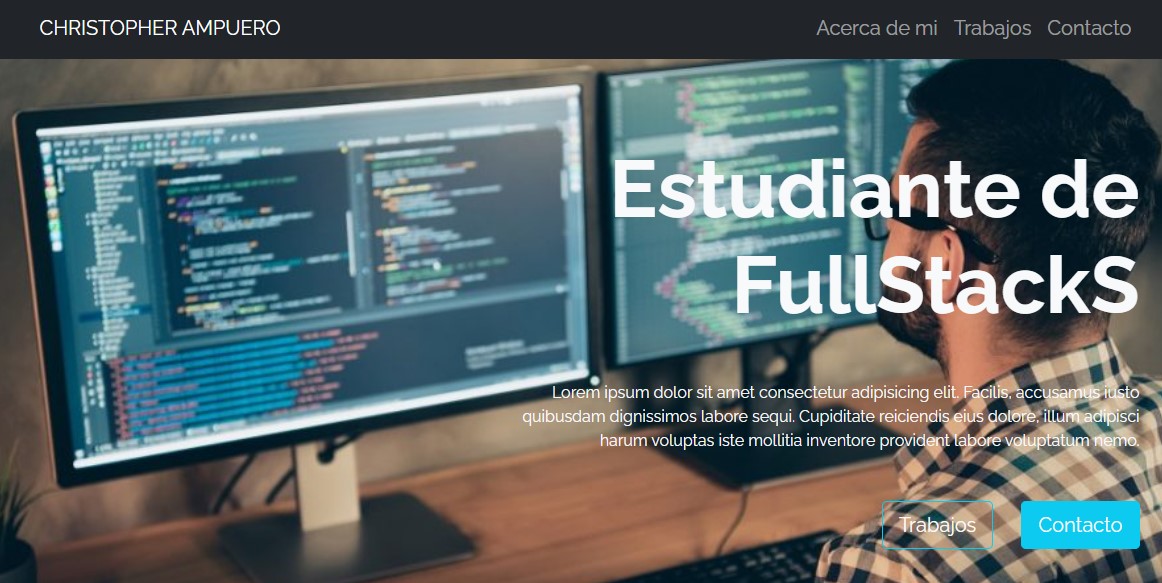 CHRISTOPHER AMPUERO
Acerca de mi Trabajos Contacto
Estudiante de
FullStackS
Lorem ipsum dolor sit amet consectetur adipisicing elit. Facilis, accusamus iusto
quibusdam dignissimos labore sequi. Cupiditate reiciendis eius dolore, illum adipisci
harum voluptas iste mollitia inventore provident labore voluptatum nemo.
Trabajos Contacto